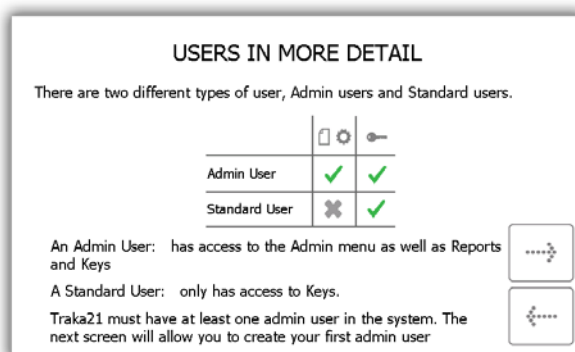 USERS IN MORE DETAIL
There are two different types of user, Admin users and Standard users.
Admin User
Standard User
An Admin User: has access to the Admin menu as well as Reports
and Keys
A Standard User: only has access to Keys.
Traka21 must have at least one admin user in the system. The
next screen will allow you to create your first admin user